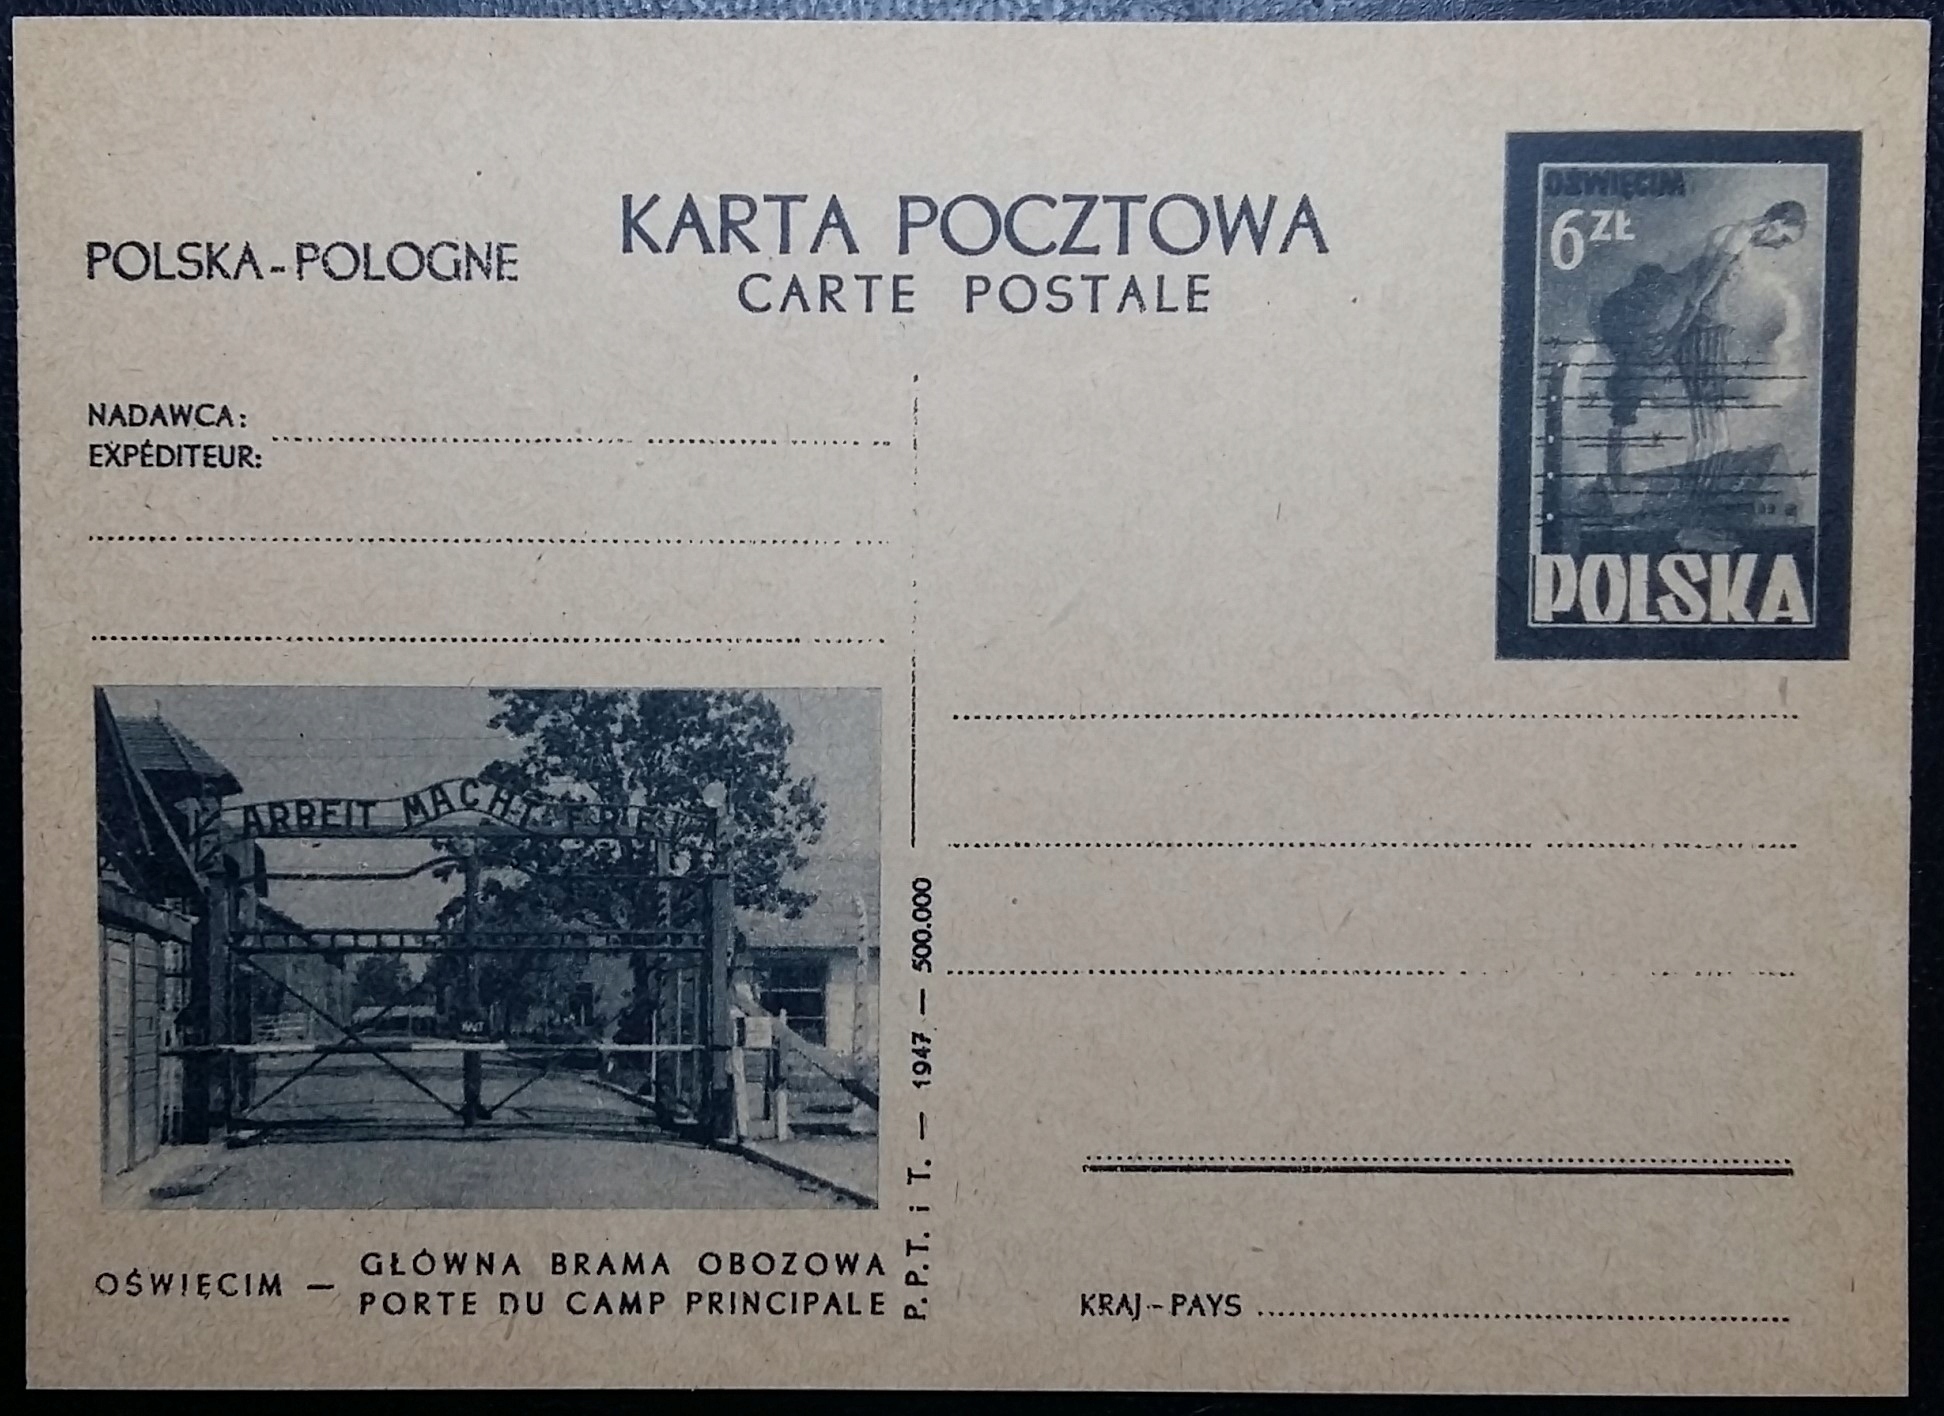 POLSKA-POLOGNE
KARTA POCZTOWA
CARTE POSTALE
OŚWIĘCIM
6 ZŁ
POLSKA
NADAWCA:
EXPÉDITEUR:
ARBEIT MACHT FREI
HALT
OŚWIĘCIM — GŁÓWNA BRAMA OBOZOWA
PORTE DU CAMP PRINCIPALE
P.P.T. i T. — 1947 — 500.000
KRAJ-PAYS